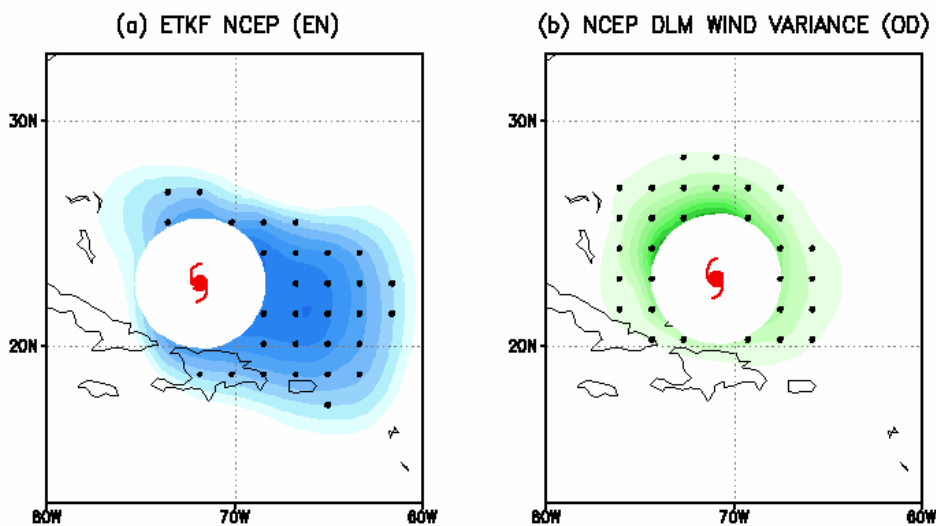 (a) ETKF NCEP (EN)
(b) NCEP DLM WIND VARIANCE (OD)
30N
20N
80W
70W
60W
30N
20N
80W
70W
60W